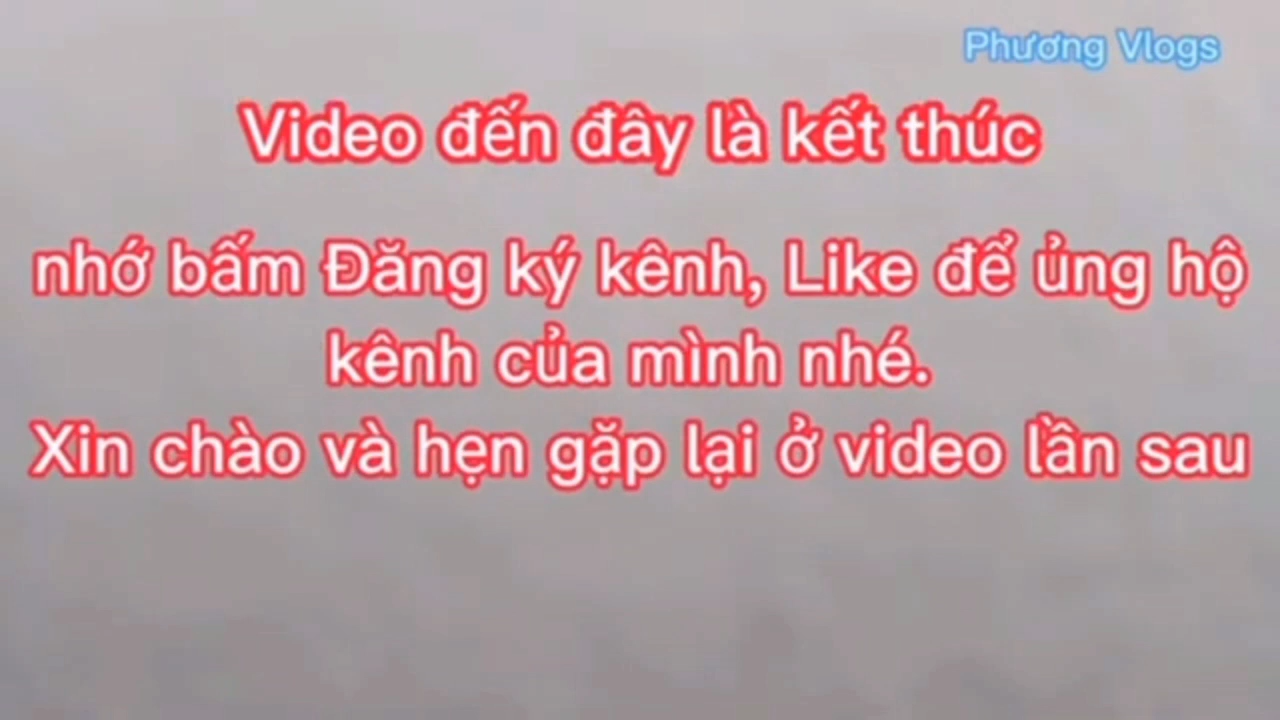 Phương Vlogs
Video đến đây là kết thúc
nhớ bấm Đăng ký kênh, Like để ủng hộ
kênh của mình nhé.
Xin chào và hẹn gặp lại ở video lần sau